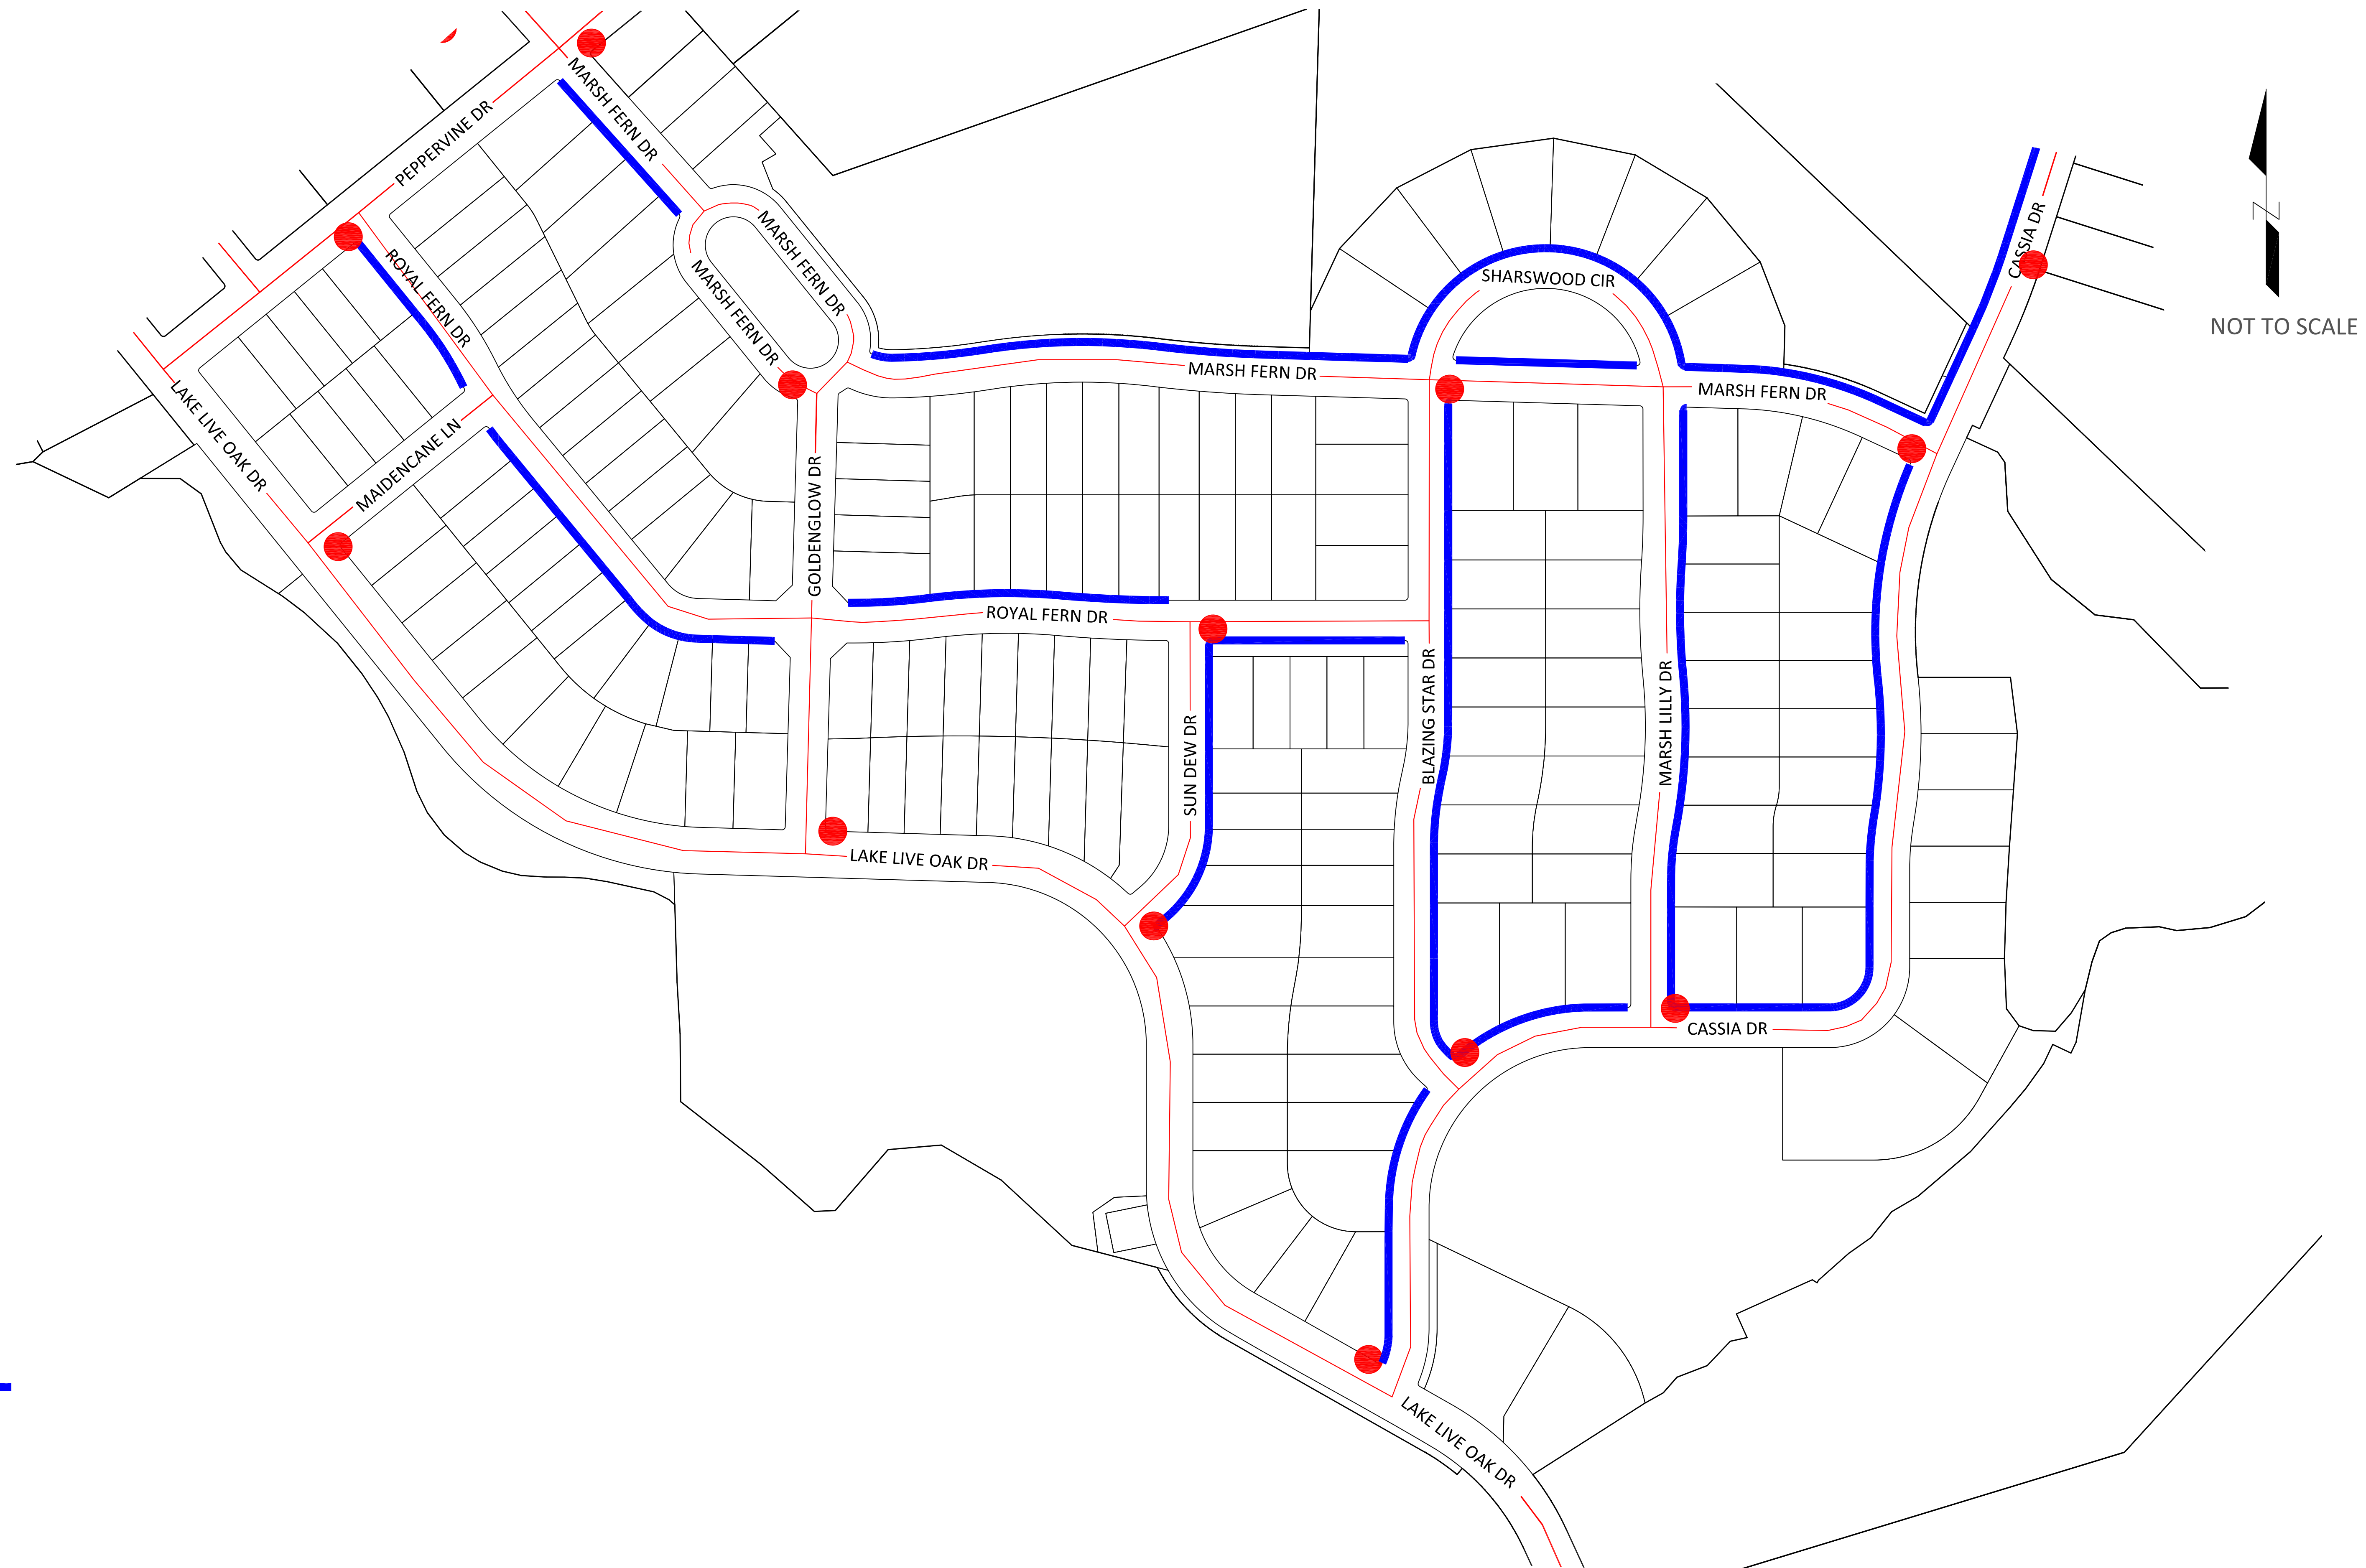 MARSH FERN DR
PEPPERVINE DR
MARSH FERN DR
MARSH FERN DR
ROYAL FERN DR
SHARSWOOD CIR
CASSIA DR
N
NOT TO SCALE
MARSH FERN DR
MARSH FERN DR
LAKE LIVE OAK DR
MAIDENCANE LN
GOLDENGLOW DR
ROYAL FERN DR
SUN DEW DR
BLAZING STAR DR
MARSH LILLY DR
LAKE LIVE OAK DR
CASSIA DR
LAKE LIVE OAK DR